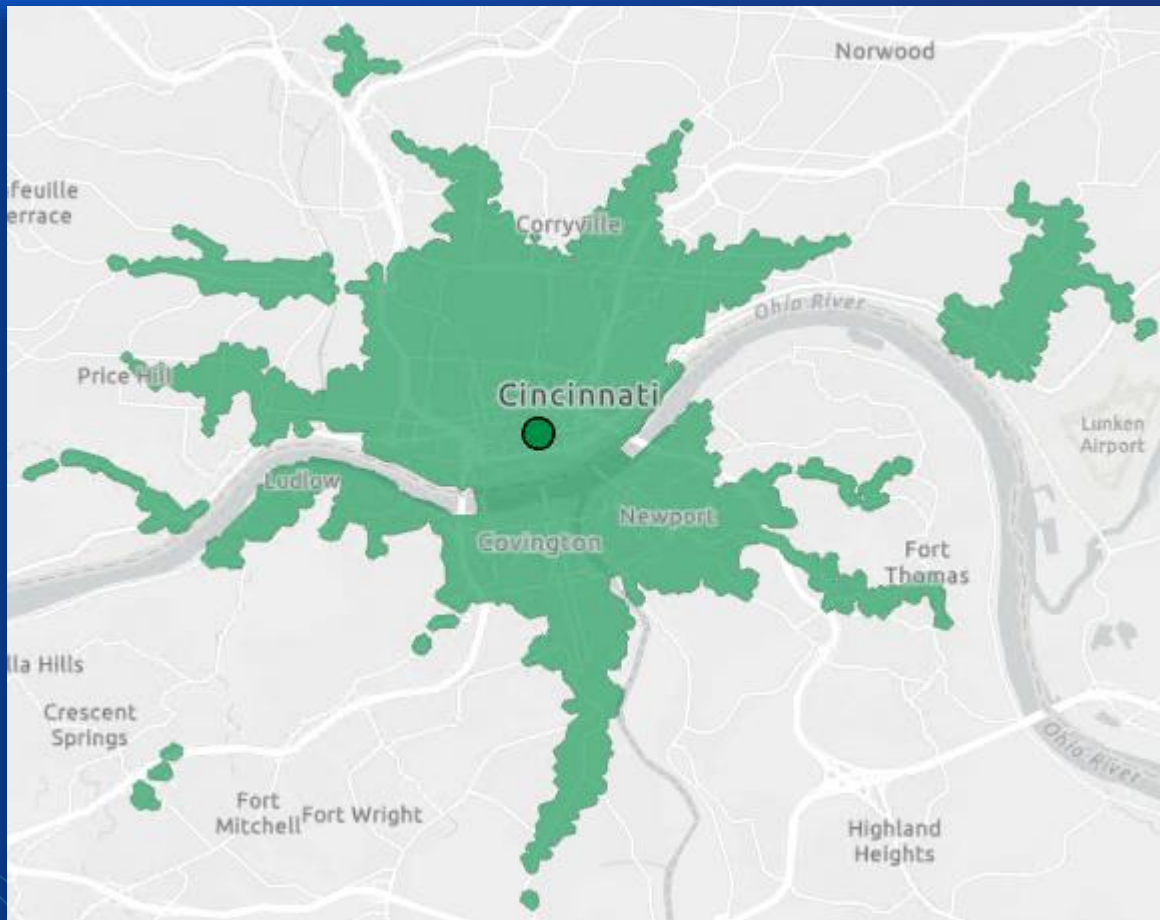 Norwood
afeuille
errace
Corryville
Ohio River
Price Hill
Cincinnati
Lunken
Airport
Ludlow
Newport
Covington
Fort
Thomas
lla Hills
Crescent
Springs
Ohio River
Fort
Mitchell
Fort Wright
Highland
Heights